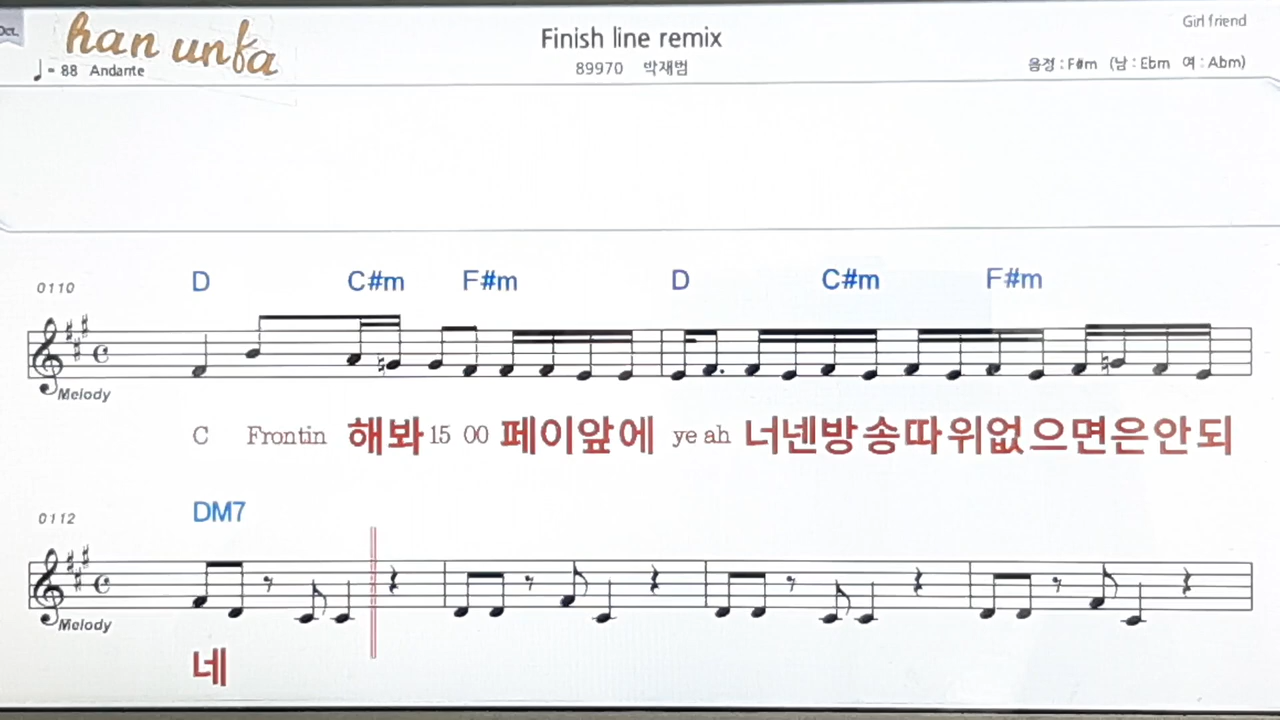 Oct.
han unfa
Finish line remix
Girl friend
♩= 88 Andante
89970 박재범
음정 : F#m (남 : Ebm 여 : Abm)
0110
D C#m F#m D C#m F#m
Melody
C Frontin 해봐 15 00 페이앞에 ye ah 너넨방송따위없으면은안되
0112
DM7
Melody
네